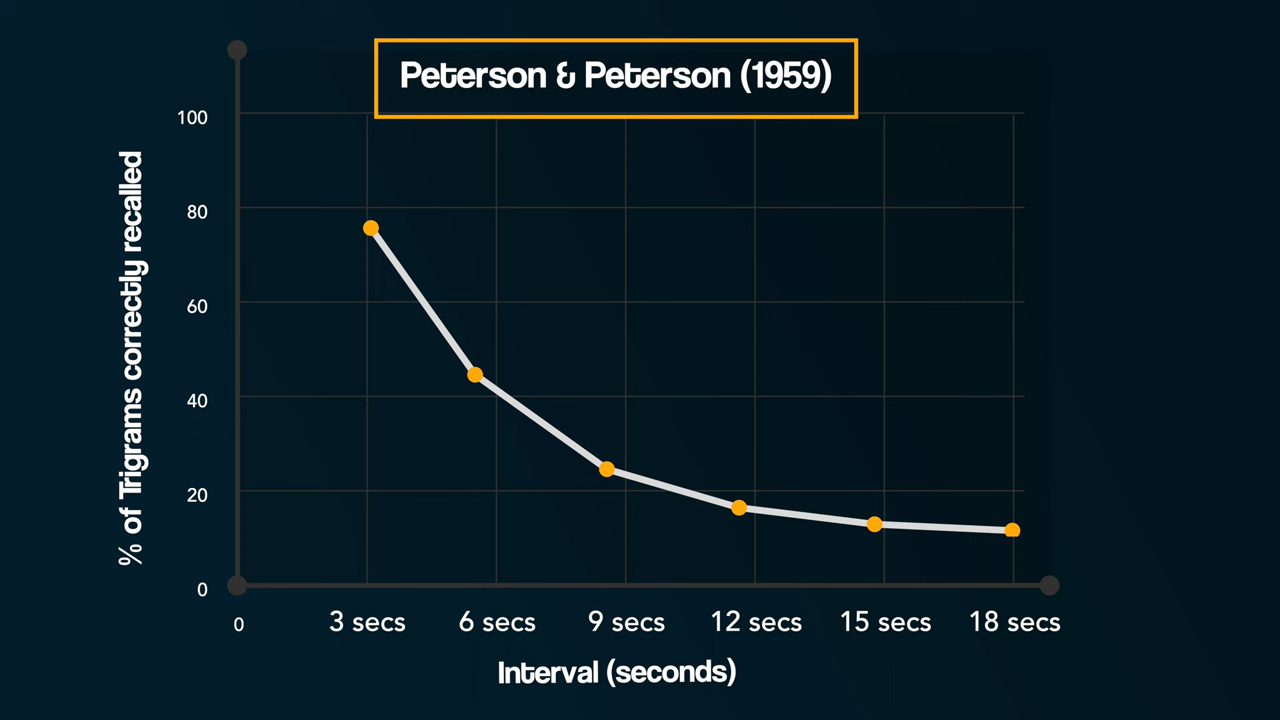 Peterson & Peterson (1959)
% of Trigrams correctly recalled
100
80
60
40
20
0
0 3 secs 6 secs 9 secs 12 secs 15 secs 18 secs
Interval (seconds)